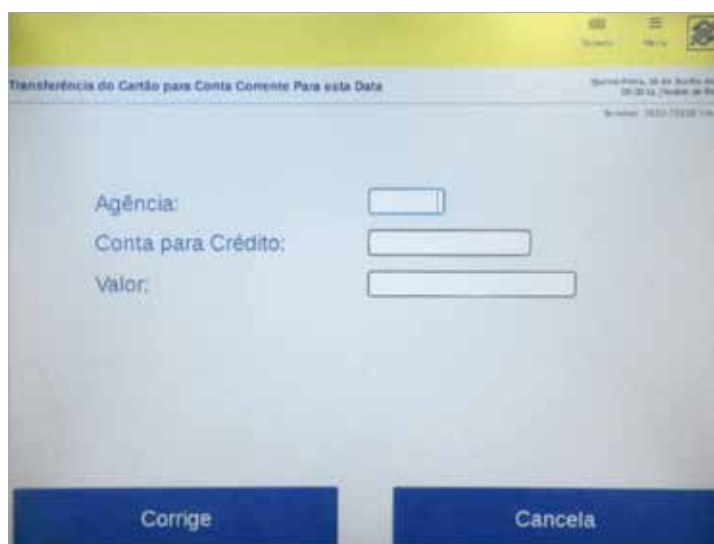 Transferência do Cartão para Conta Corrente Para esta Data
Agência:
Conta para Crédito:
Valor:
Corrige
Cancela